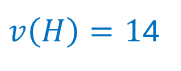 v(H) = 14